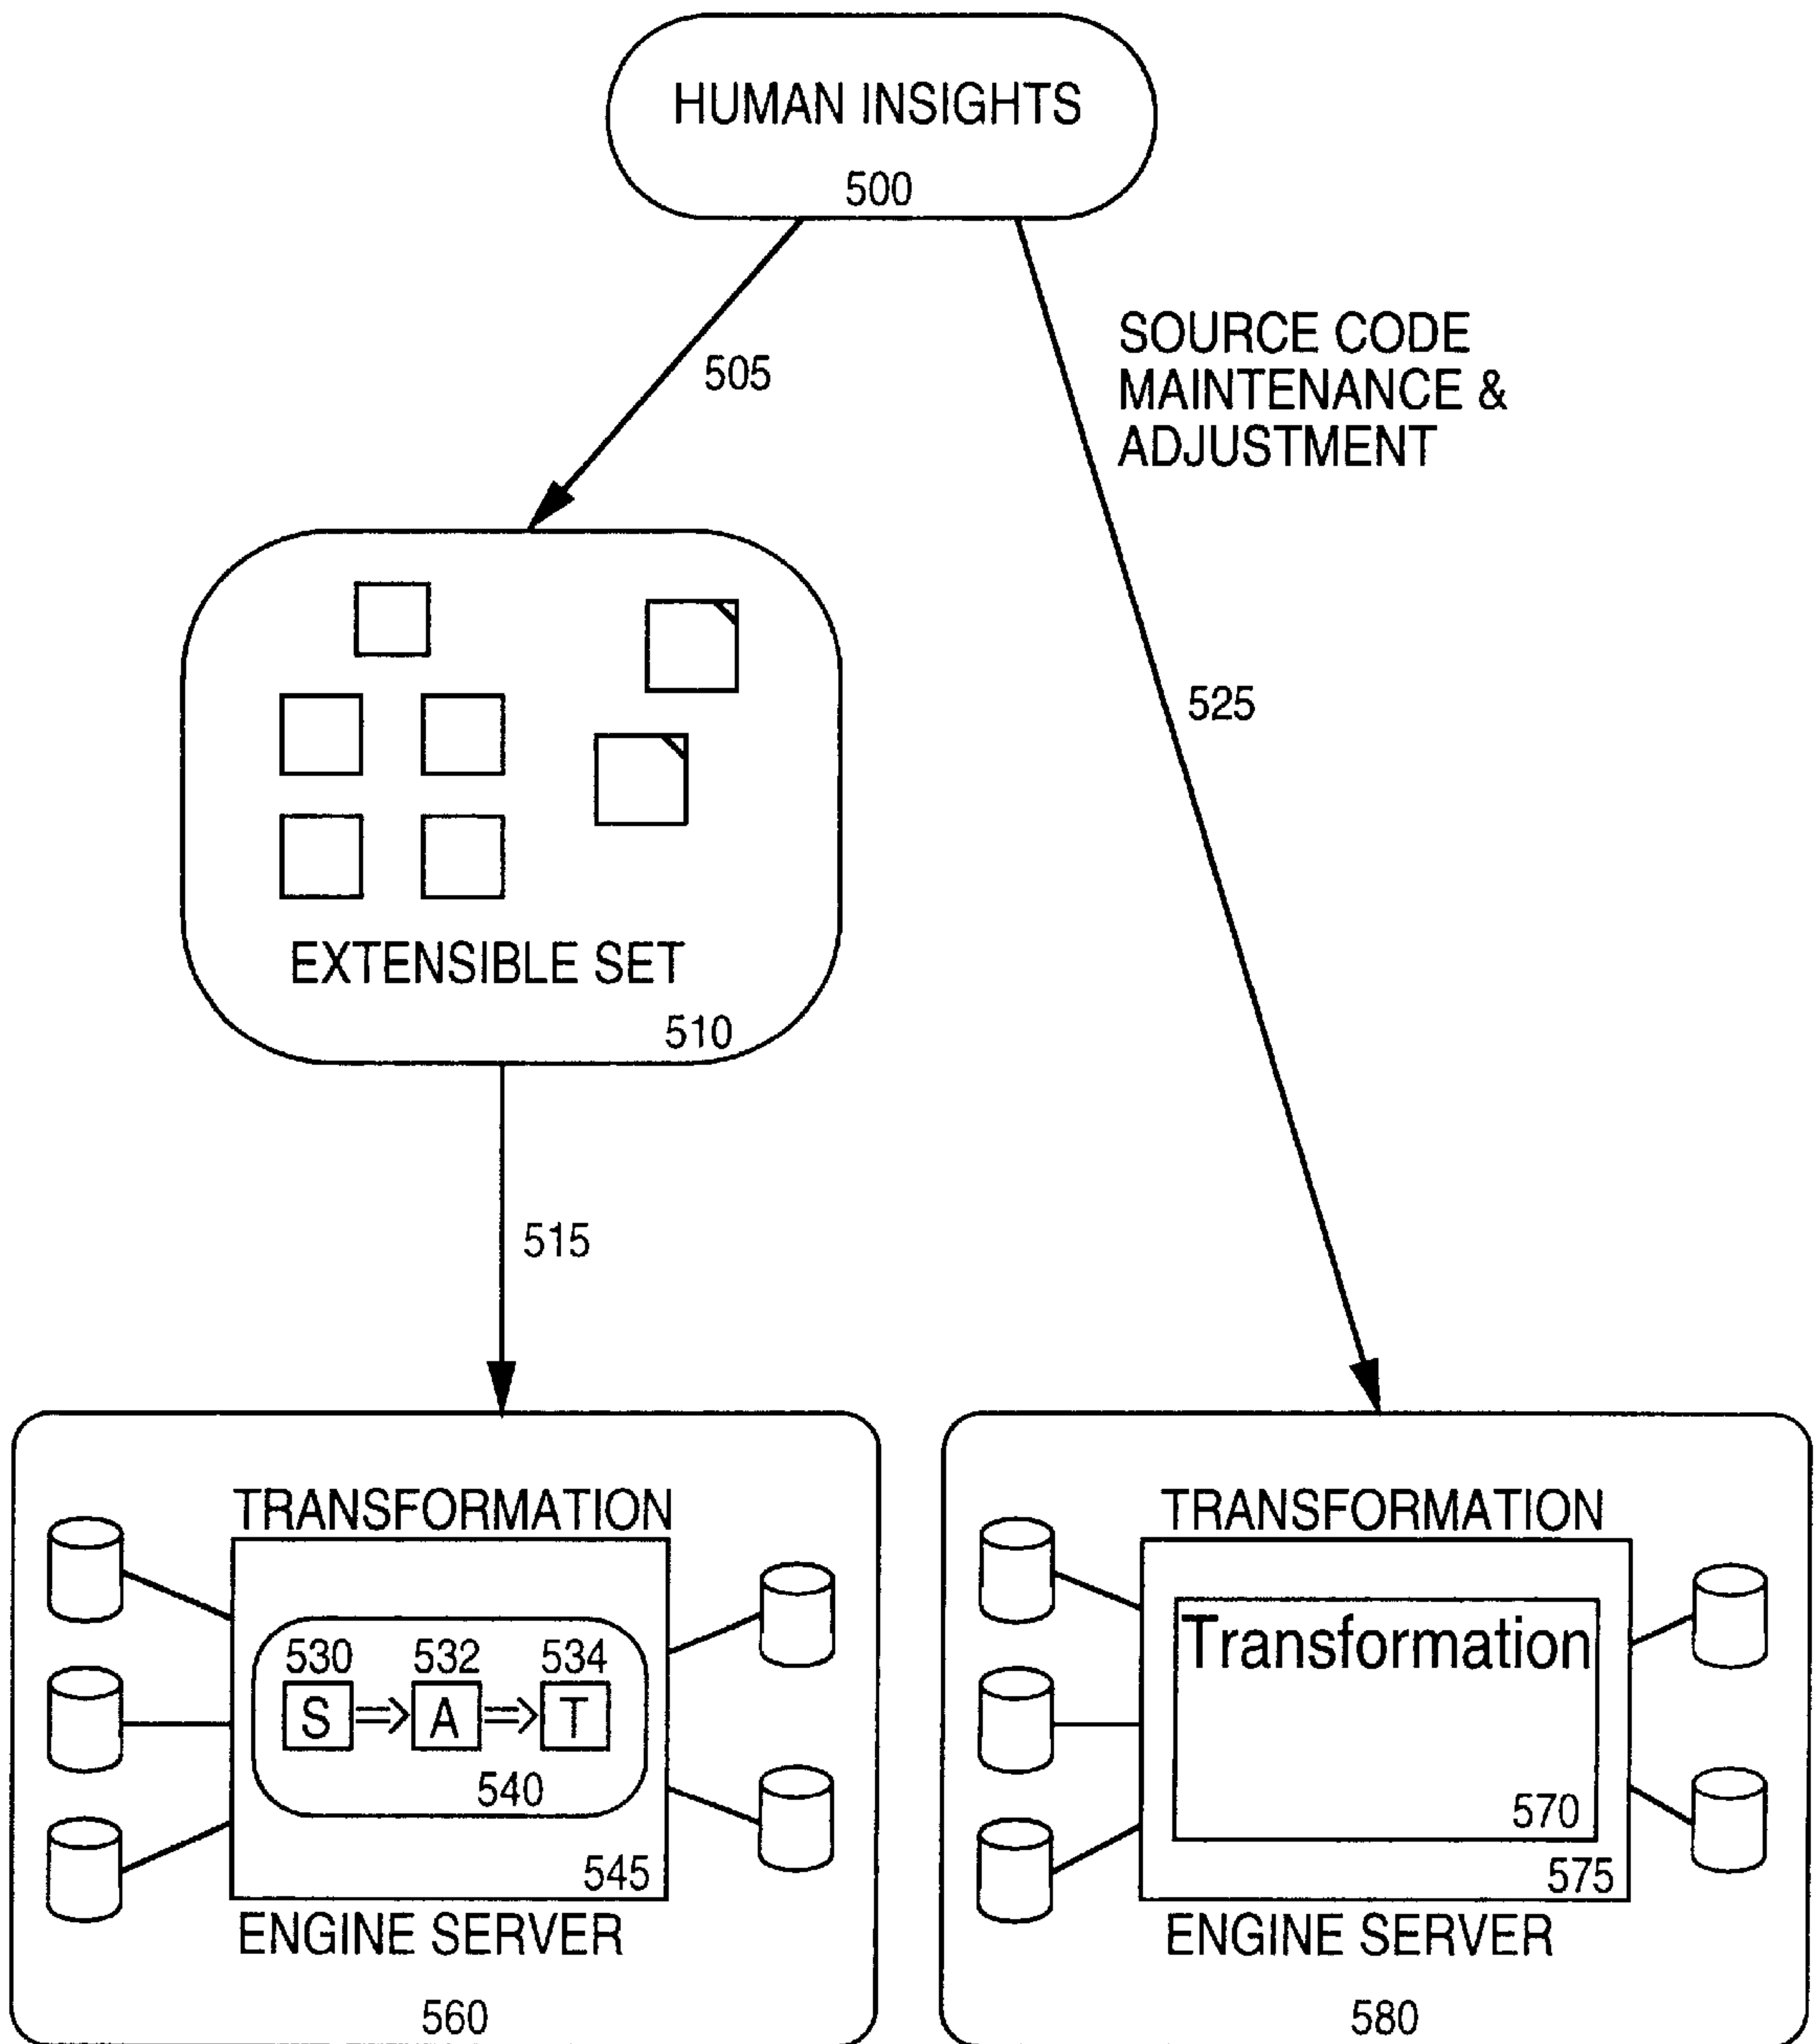 HUMAN INSIGHTS
500
505
SOURCE CODE
MAINTENANCE &
ADJUSTMENT
525
EXTENSIBLE SET
510
515
TRANSFORMATION
530 532 534
S ⇒ A ⇒ T
540
545
ENGINE SERVER
560
TRANSFORMATION
Transformation
570
575
ENGINE SERVER
580